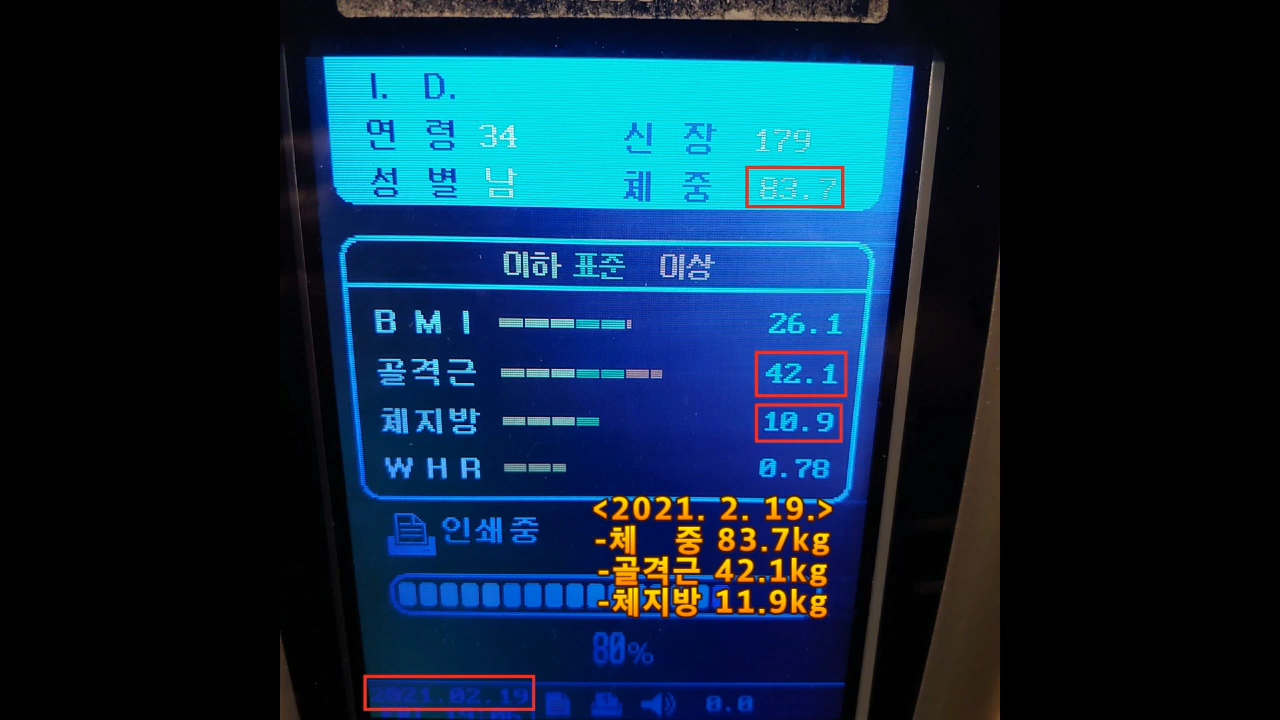 I. D.
연 령 34 신 장 179
성 별 남 체 중 83.7
이하 표준 이상
B M I 26.1
골격근 42.1
체지방 10.9
W H R 0.78
인쇄중
<2021. 2. 19.>
-체 중 83.7kg
-골격근 42.1kg
-체지방 11.9kg
80%
2021.02.19 0.0